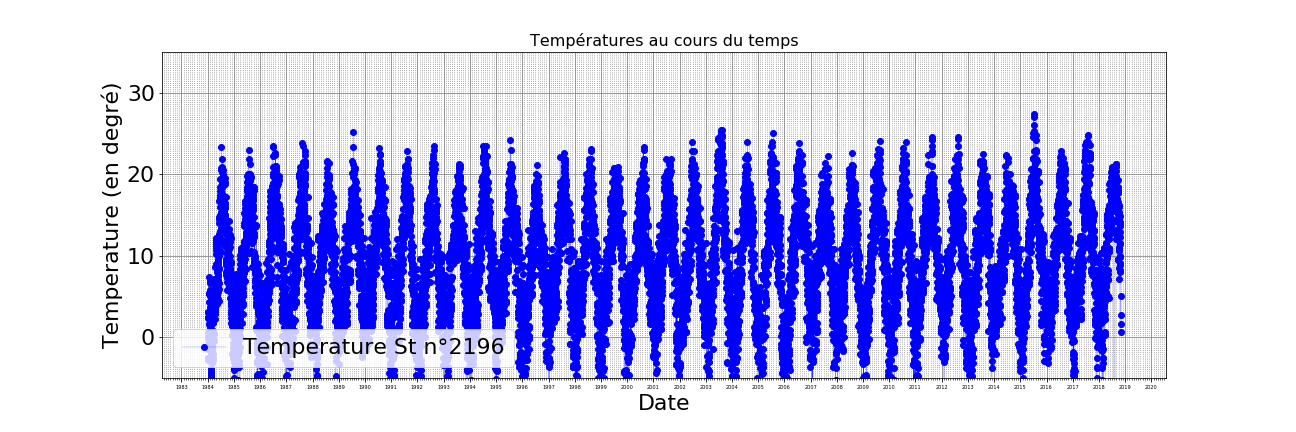 Températures au cours du temps
Temperature (en degré)
30
20
10
0
Temperature St n°2196
1983 1984 1985 1986 1987 1988 1989 1990 1991 1992 1993 1994 1995 1996 1997 1998 1999 2000 2001 2002 2003 2004 2005 2006 2007 2008 2009 2010 2011 2012 2013 2014 2015 2016 2017 2018 2019 2020
Date